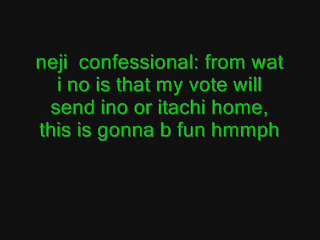 neji  confessional: from wat
i no is that my vote will
send ino or itachi home,
this is gonna b fun hmmph